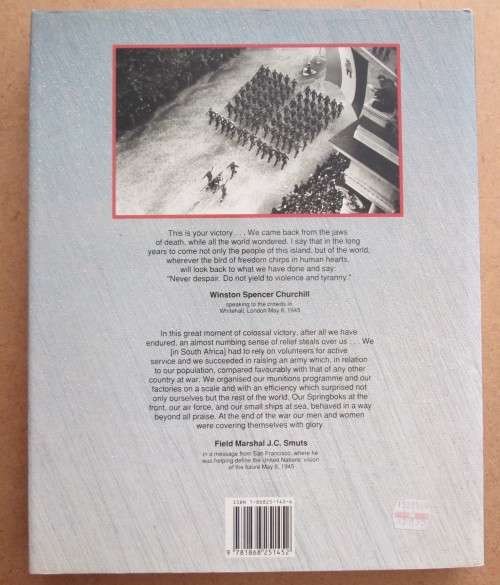 This is your victory. . . . We came back from the jaws
of death, while all the world wondered. I say that in the long
years to come not only the people of this island, but of the world,
wherever the bird of freedom chirps in human hearts,
will look back to what we have done and say:
"Never despair. Do not yield to violence and tyranny."
Winston Spencer Churchill
speaking to the crowds in
Whitehall, London May 8, 1945
In this great moment of colossal victory, after all we have
endured, an almost numbing sense of relief steals over us . . . We
[in South Africa] had to rely on volunteers for active
service and we succeeded in raising an army which, in relation
to our population, compared favourably with that of any other
country at war. We organised our munitions programme and our
factories on a scale and with an efficiency which surprised not
only ourselves but the rest of the world. Our Springboks at the
front, our air force, and our small ships at sea, behaved in a way
beyond all praise. At the end of the war our men and women
were covering themselves with glory.
Field Marshal J.C. Smuts
in a message from San Francisco, where he
was helping define the United Nations' vision
of the future May 8, 1945
ISBN 1-86825-145-6
9 781868 251452